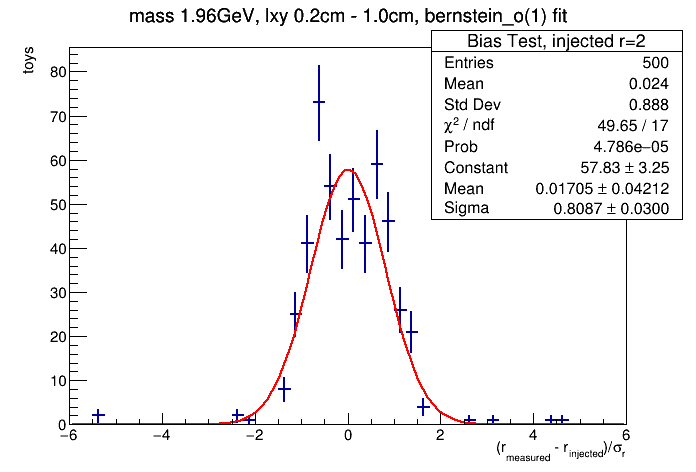 mass 1.96GeV, lxy 0.2cm - 1.0cm, bernstein_o(1) fit
toys
Bias Test, injected r=2
Entries 500
Mean 0.024
Std Dev 0.888
χ² / ndf 49.65 / 17
Prob 4.786e−05
Constant 57.83 ± 3.25
Mean 0.01705 ± 0.04212
Sigma 0.8087 ± 0.0300
80
70
60
50
40
30
20
10
0
−6 −4 −2 0 2 4 6
(r_measured - r_injected)/σ_r